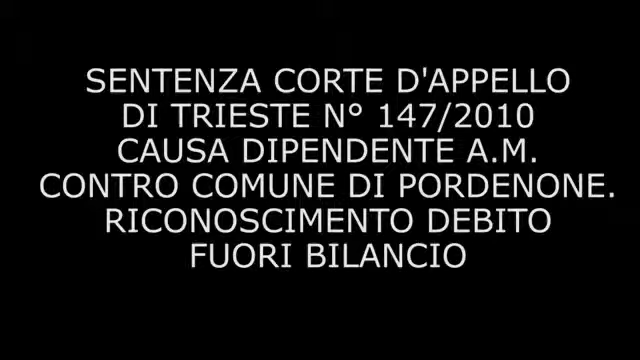 SENTENZA CORTE D'APPELLO
DI TRIESTE N° 147/2010
CAUSA DIPENDENTE A.M.
CONTRO COMUNE DI PORDENONE.
RICONOSCIMENTO DEBITO
FUORI BILANCIO